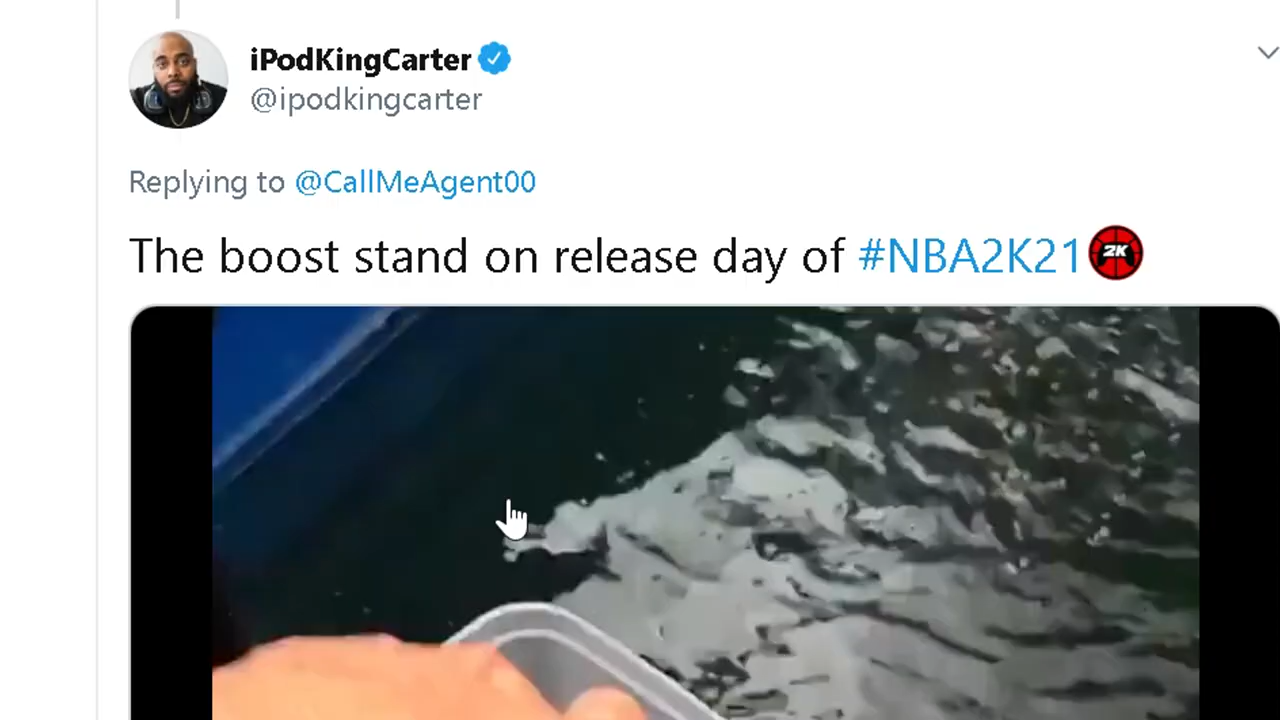 iPodKingCarter
@ipodkingcarter
Replying to @CallMeAgent00
The boost stand on release day of #NBA2K21 2K